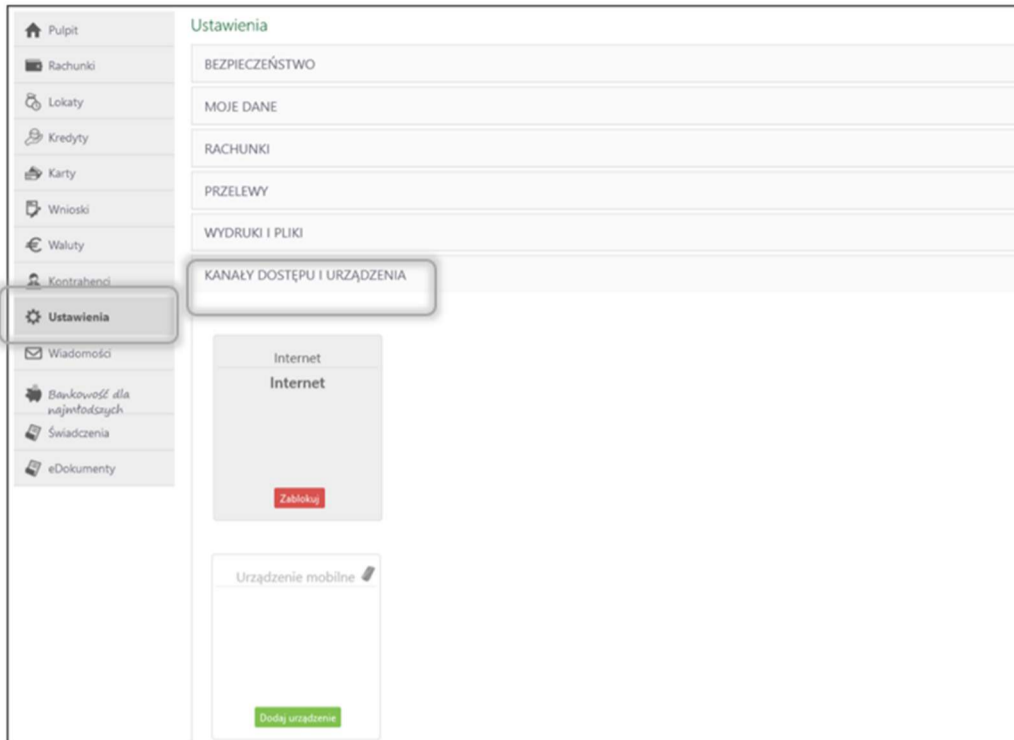 Pulpit
Rachunki
Lokaty
Kredyty
Karty
Wnioski
Waluty
Kontrahenci
Ustawienia
Wiadomości
Bankowość dla
najmłodszych
Świadczenia
eDokumenty
Ustawienia
BEZPIECZEŃSTWO
MOJE DANE
RACHUNKI
PRZELEWY
WYDRUKI I PLIKI
KANAŁY DOSTĘPU I URZĄDZENIA
Internet
Internet
Zablokuj
Urządzenie mobilne
Dodaj urządzenie